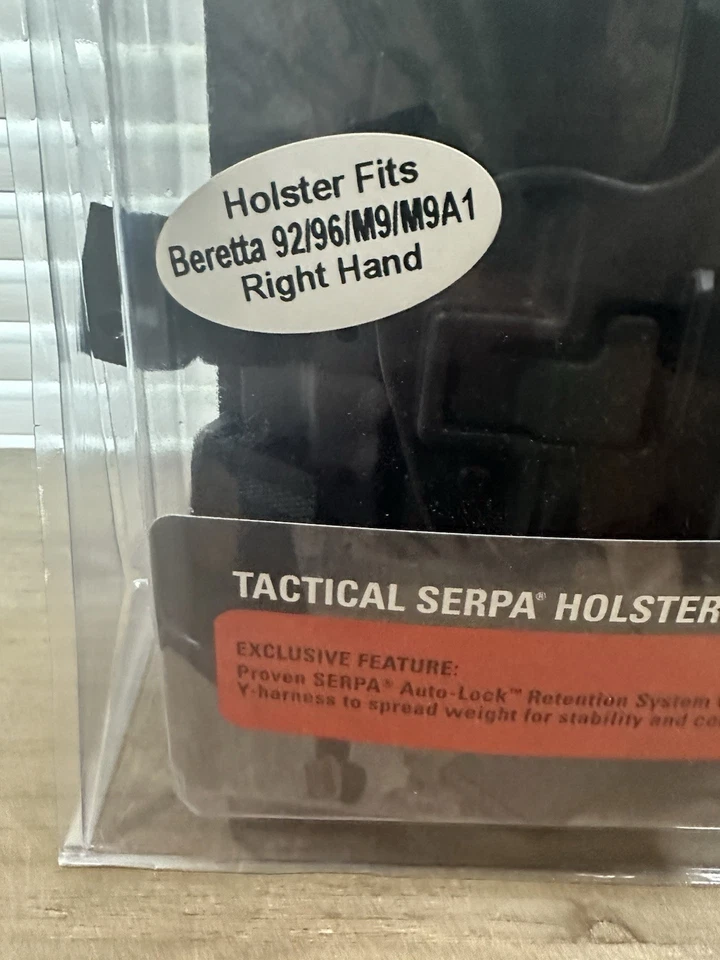 Holster Fits
Beretta 92/96/M9/M9A1
Right Hand
TACTICAL SERPA® HOLSTER
EXCLUSIVE FEATURE:
Proven SERPA® Auto-Lock™ Retention System
Y-harness to spread weight for stability and